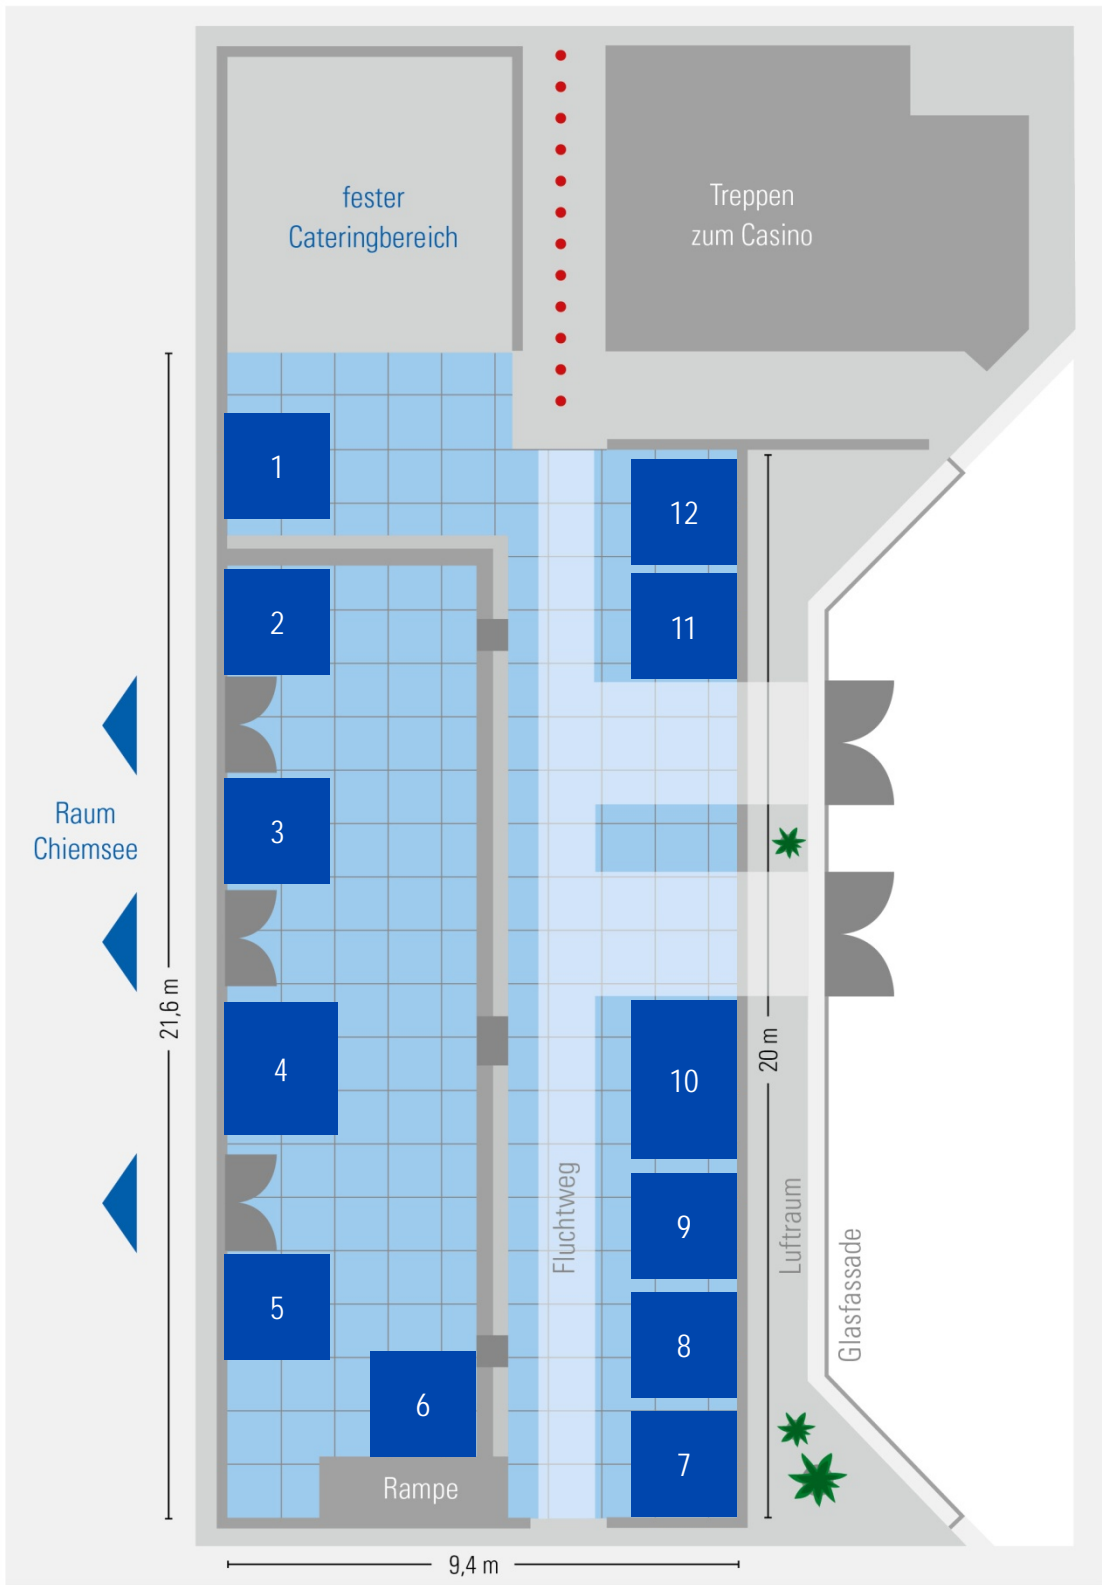 fester
Cateringbereich
Treppen
zum Casino
1
12
2
11
3
Raum
Chiemsee
21,6 m
4
10
20 m
Fluchtweg
9
Luftraum
Glasfassade
5
8
6
7
Rampe
9,4 m